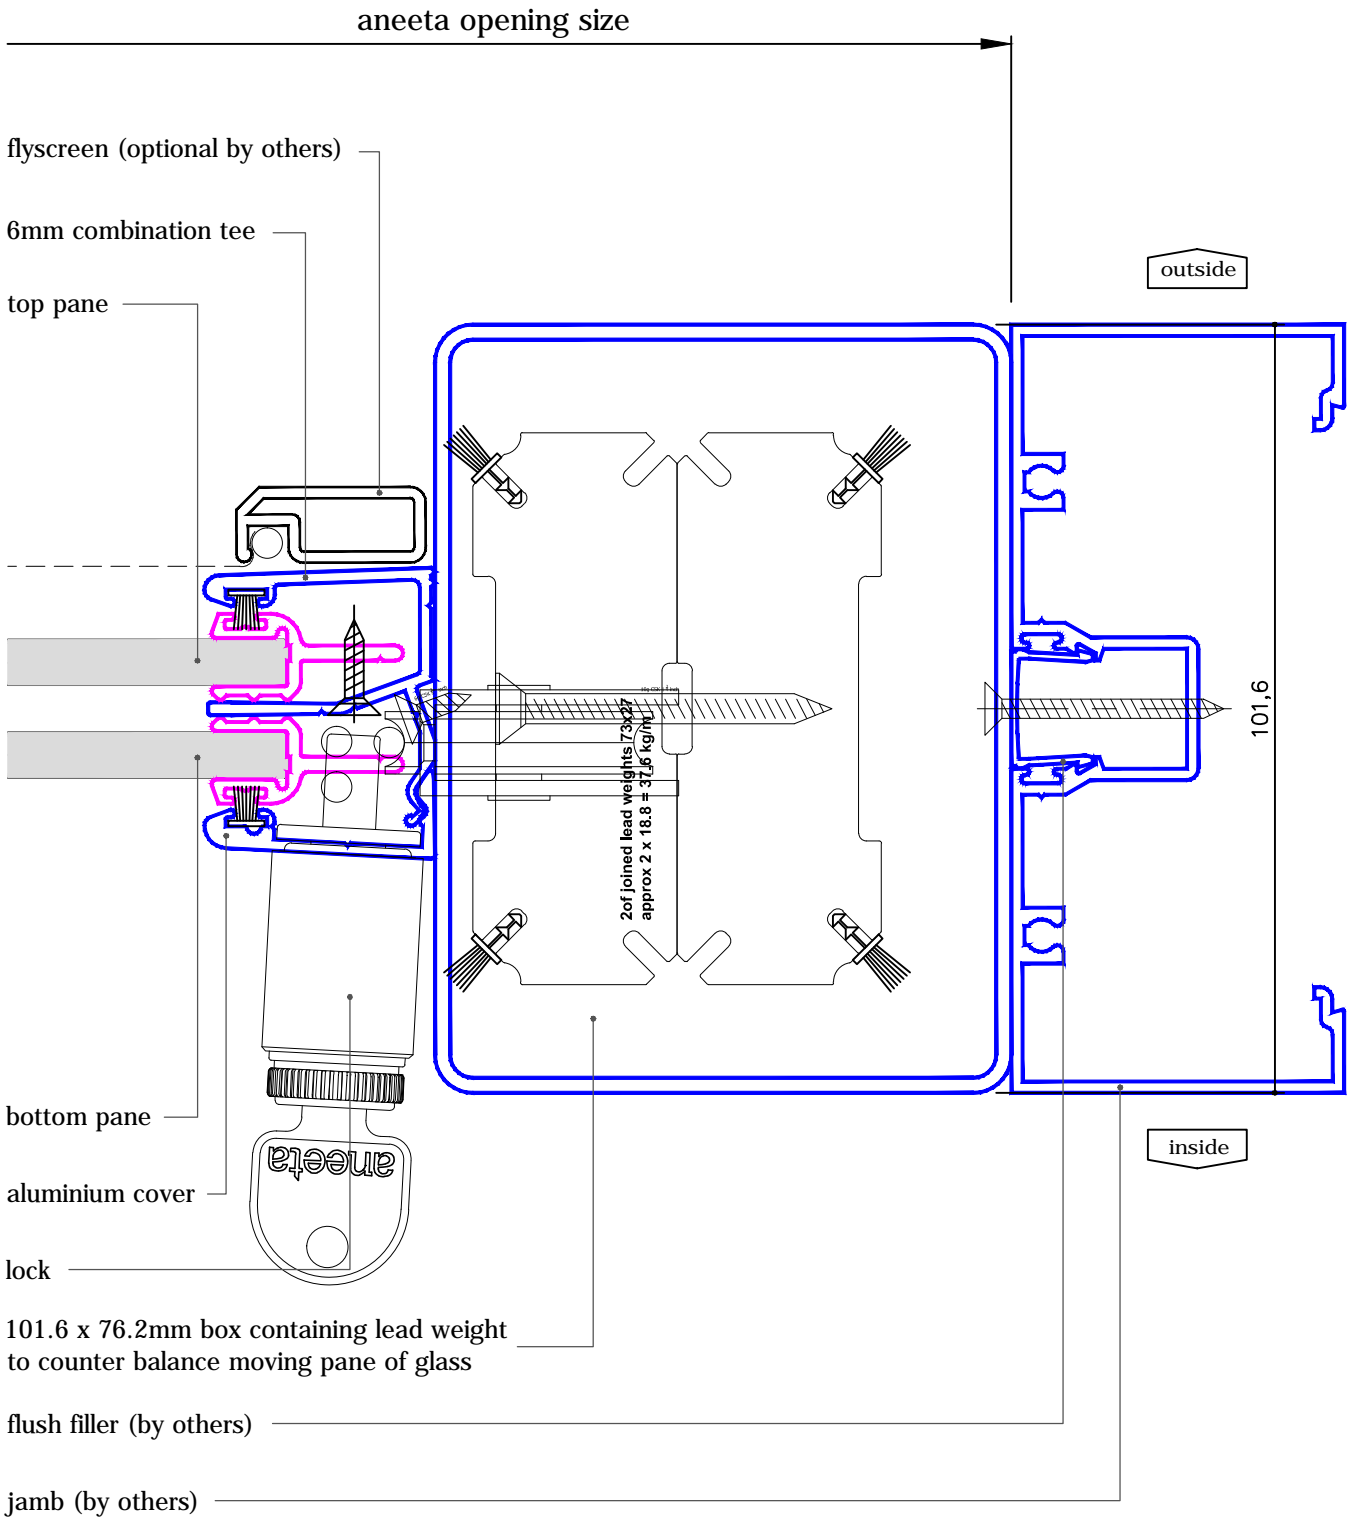 aneeta opening size
flyscreen (optional by others)
6mm combination tee
outside
top pane
101,6
2of joined lead weights 73x27
approx 2 x 18.8 = 37.6 kg/m
bottom pane
inside
aneeta
aluminium cover
lock
101.6 x 76.2mm box containing lead weight
to counter balance moving pane of glass
flush filler (by others)
jamb (by others)